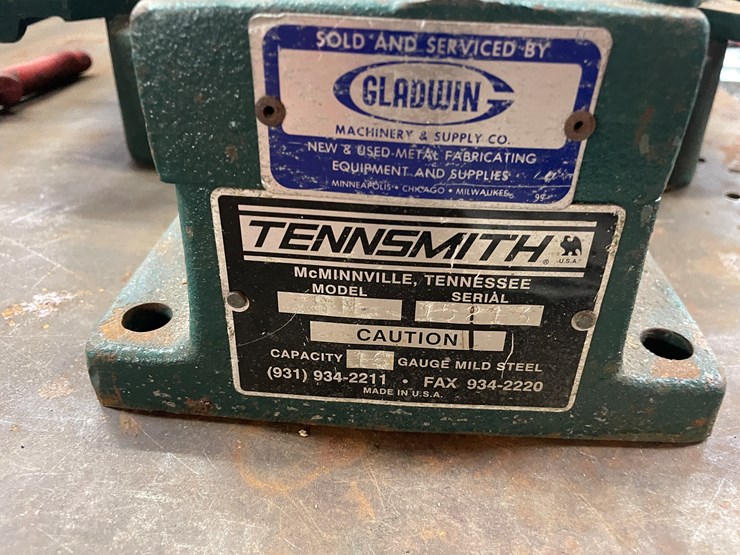 SOLD AND SERVICED BY
GLADWIN G
MACHINERY & SUPPLY CO.
NEW & USED METAL FABRICATING
EQUIPMENT AND SUPPLIES
MINNEAPOLIS • CHICAGO • MILWAUKEE
TENNSMITH ®
U.S.A.
McMINNVILLE, TENNESSEE
MODEL SERIAL
CAUTION
CAPACITY GAUGE MILD STEEL
(931) 934-2211 • FAX 934-2220
MADE IN U.S.A.